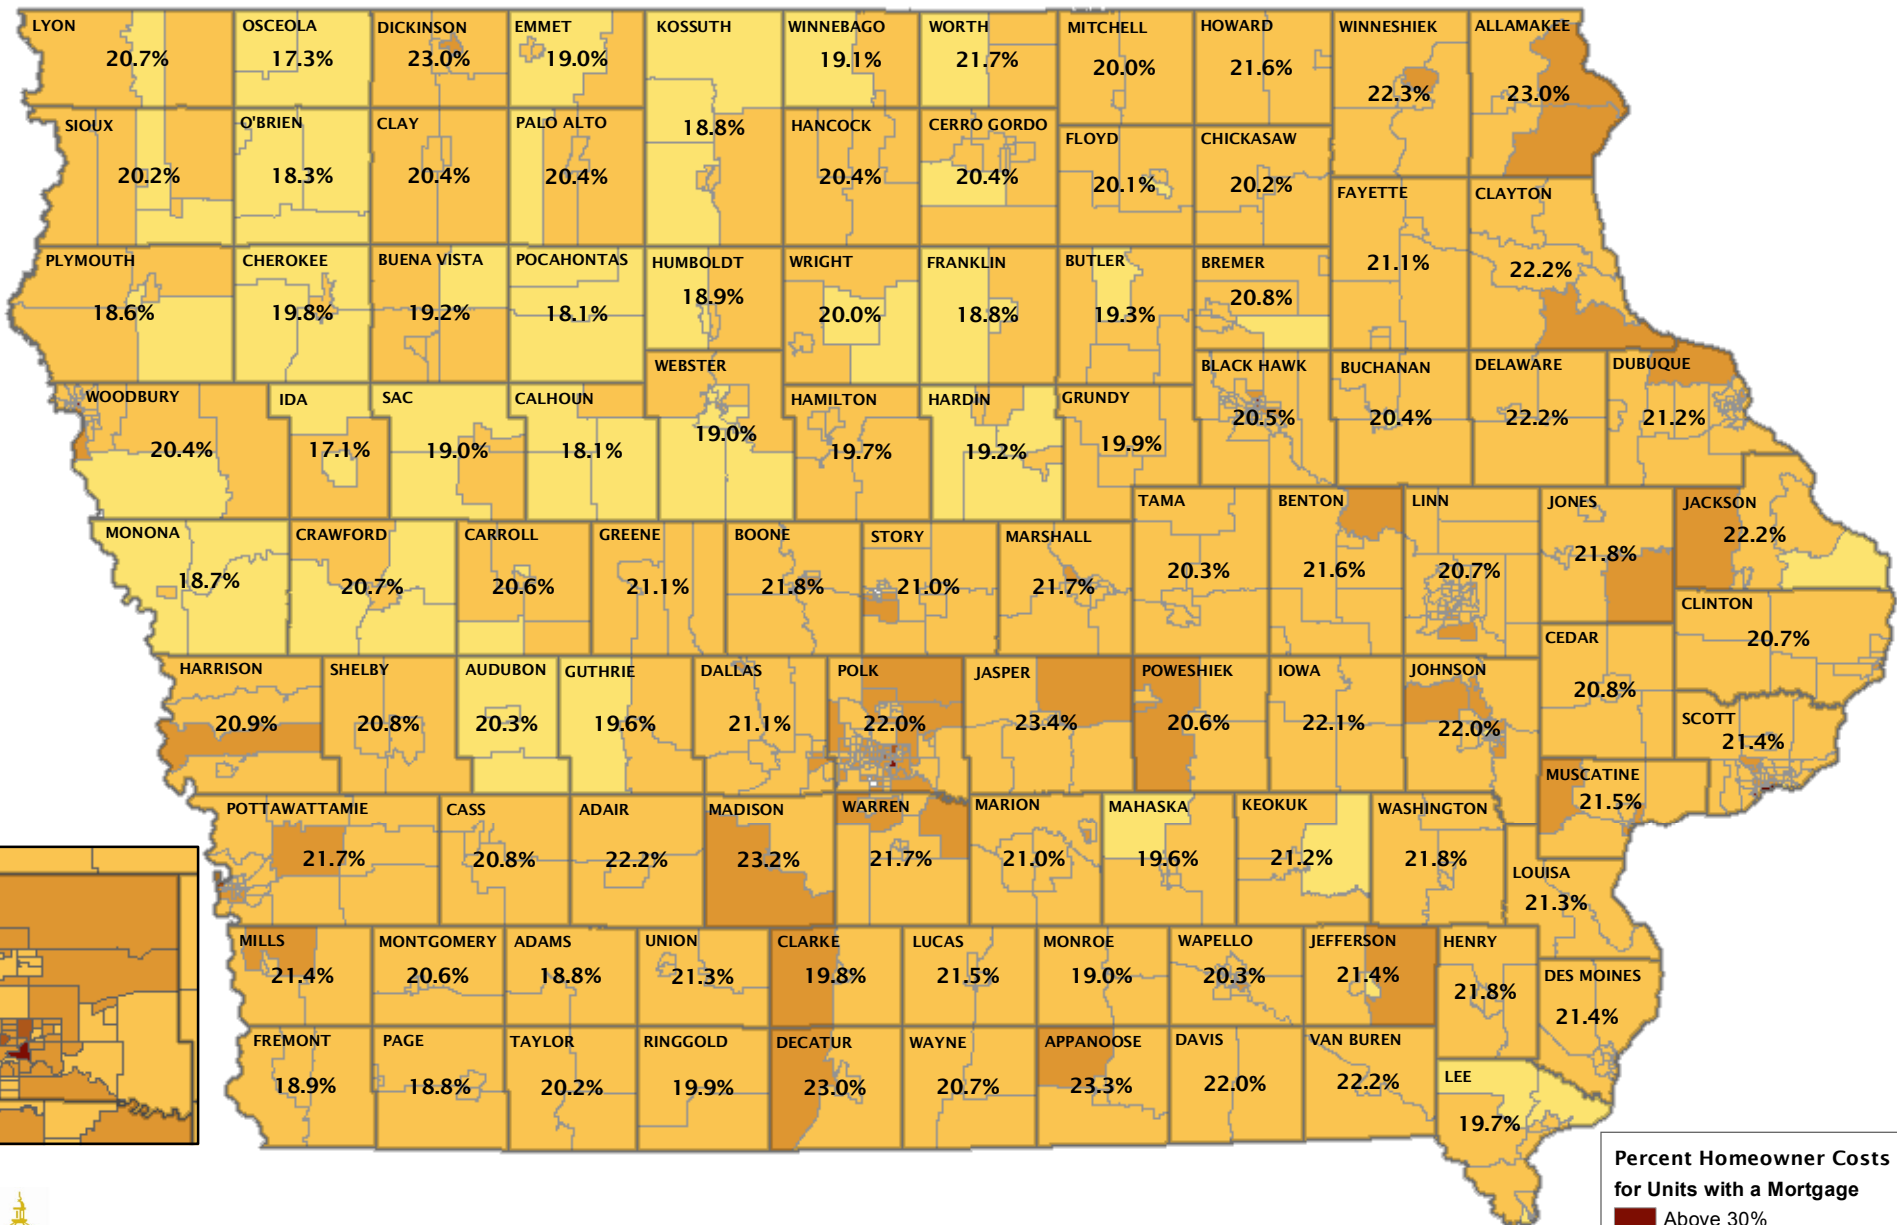 LYON
20.7%
OSCEOLA
17.3%
DICKINSON
23.0%
EMMET
19.0%
KOSSUTH
18.8%
WINNEBAGO
19.1%
WORTH
21.7%
MITCHELL
20.0%
HOWARD
21.6%
WINNESHIEK
22.3%
ALLAMAKEE
23.0%
SIOUX
20.2%
O'BRIEN
18.3%
CLAY
20.4%
PALO ALTO
20.4%
HANCOCK
20.4%
CERRO GORDO
20.4%
FLOYD
20.1%
CHICKASAW
20.2%
FAYETTE
21.1%
CLAYTON
22.2%
PLYMOUTH
18.6%
CHEROKEE
19.8%
BUENA VISTA
19.2%
POCAHONTAS
18.1%
HUMBOLDT
18.9%
WRIGHT
20.0%
FRANKLIN
18.8%
BUTLER
19.3%
BREMER
20.8%
WOODBURY
20.4%
IDA
17.1%
SAC
19.0%
CALHOUN
18.1%
WEBSTER
19.0%
HAMILTON
19.7%
HARDIN
19.2%
GRUNDY
19.9%
BLACK HAWK
20.5%
BUCHANAN
20.4%
DELAWARE
22.2%
DUBUQUE
21.2%
MONONA
18.7%
CRAWFORD
20.7%
CARROLL
20.6%
GREENE
21.1%
BOONE
21.8%
STORY
21.0%
MARSHALL
21.7%
TAMA
20.3%
BENTON
21.6%
LINN
20.7%
JONES
21.8%
JACKSON
22.2%
CLINTON
20.7%
CEDAR
20.8%
HARRISON
20.9%
SHELBY
20.8%
AUDUBON
20.3%
GUTHRIE
19.6%
DALLAS
21.1%
POLK
22.0%
JASPER
23.4%
POWESHIEK
20.6%
IOWA
22.1%
JOHNSON
22.0%
SCOTT
21.4%
MUSCATINE
21.5%
POTTAWATTAMIE
21.7%
CASS
20.8%
ADAIR
22.2%
MADISON
23.2%
WARREN
21.7%
MARION
21.0%
MAHASKA
19.6%
KEOKUK
21.2%
WASHINGTON
21.8%
LOUISA
21.3%
MILLS
21.4%
MONTGOMERY
20.6%
ADAMS
18.8%
UNION
21.3%
CLARKE
19.8%
LUCAS
21.5%
MONROE
19.0%
WAPELLO
20.3%
JEFFERSON
21.4%
HENRY
21.8%
DES MOINES
21.4%
FREMONT
18.9%
PAGE
18.8%
TAYLOR
20.2%
RINGGOLD
19.9%
DECATUR
23.0%
WAYNE
20.7%
APPANOOSE
23.3%
DAVIS
22.0%
VAN BUREN
22.2%
LEE
19.7%
Percent Homeowner Costs
for Units with a Mortgage
Above 30%